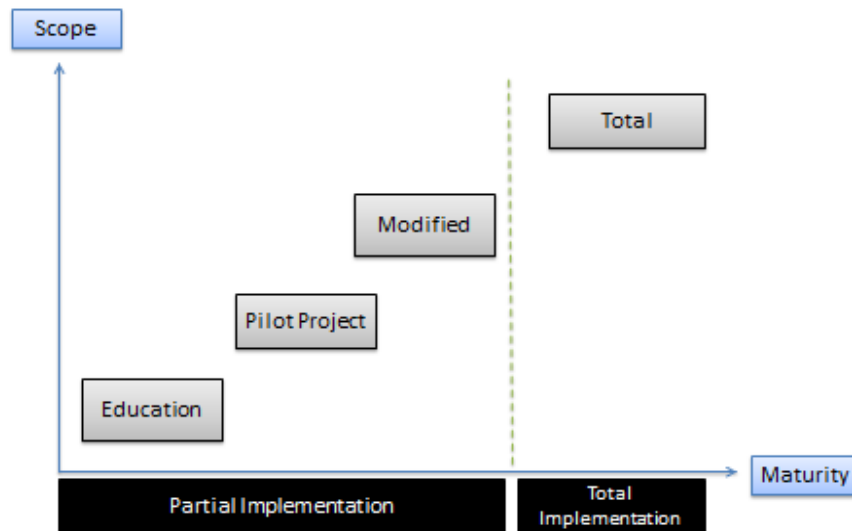 Scope
Total
Modified
Pilot Project
Education
Maturity
Partial Implementation
Total
Implementation